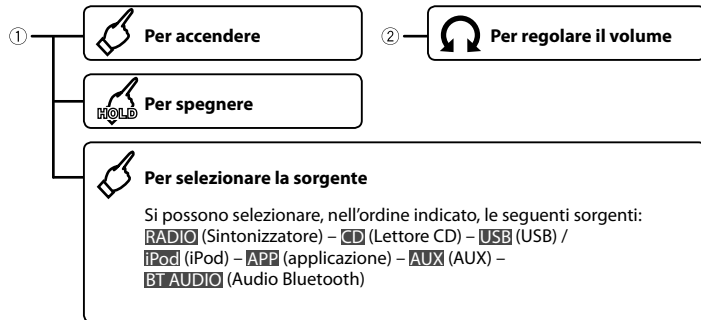 ① Per accendere
② Per regolare il volume
HOLD Per spegnere
Per selezionare la sorgente
Si possono selezionare, nell'ordine indicato, le seguenti sorgenti:
RADIO (Sintonizzatore) – CD (Lettore CD) – USB (USB) /
iPod (iPod) – APP (applicazione) – AUX (AUX) –
BT AUDIO (Audio Bluetooth)